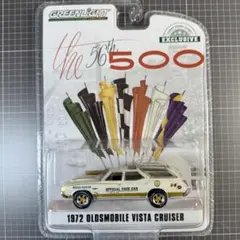 GREENLIGHT
EXCLUSIVE
the 56th 500
OFFICIAL PACE CAR
1972 OLDSMOBILE VISTA CRUISER